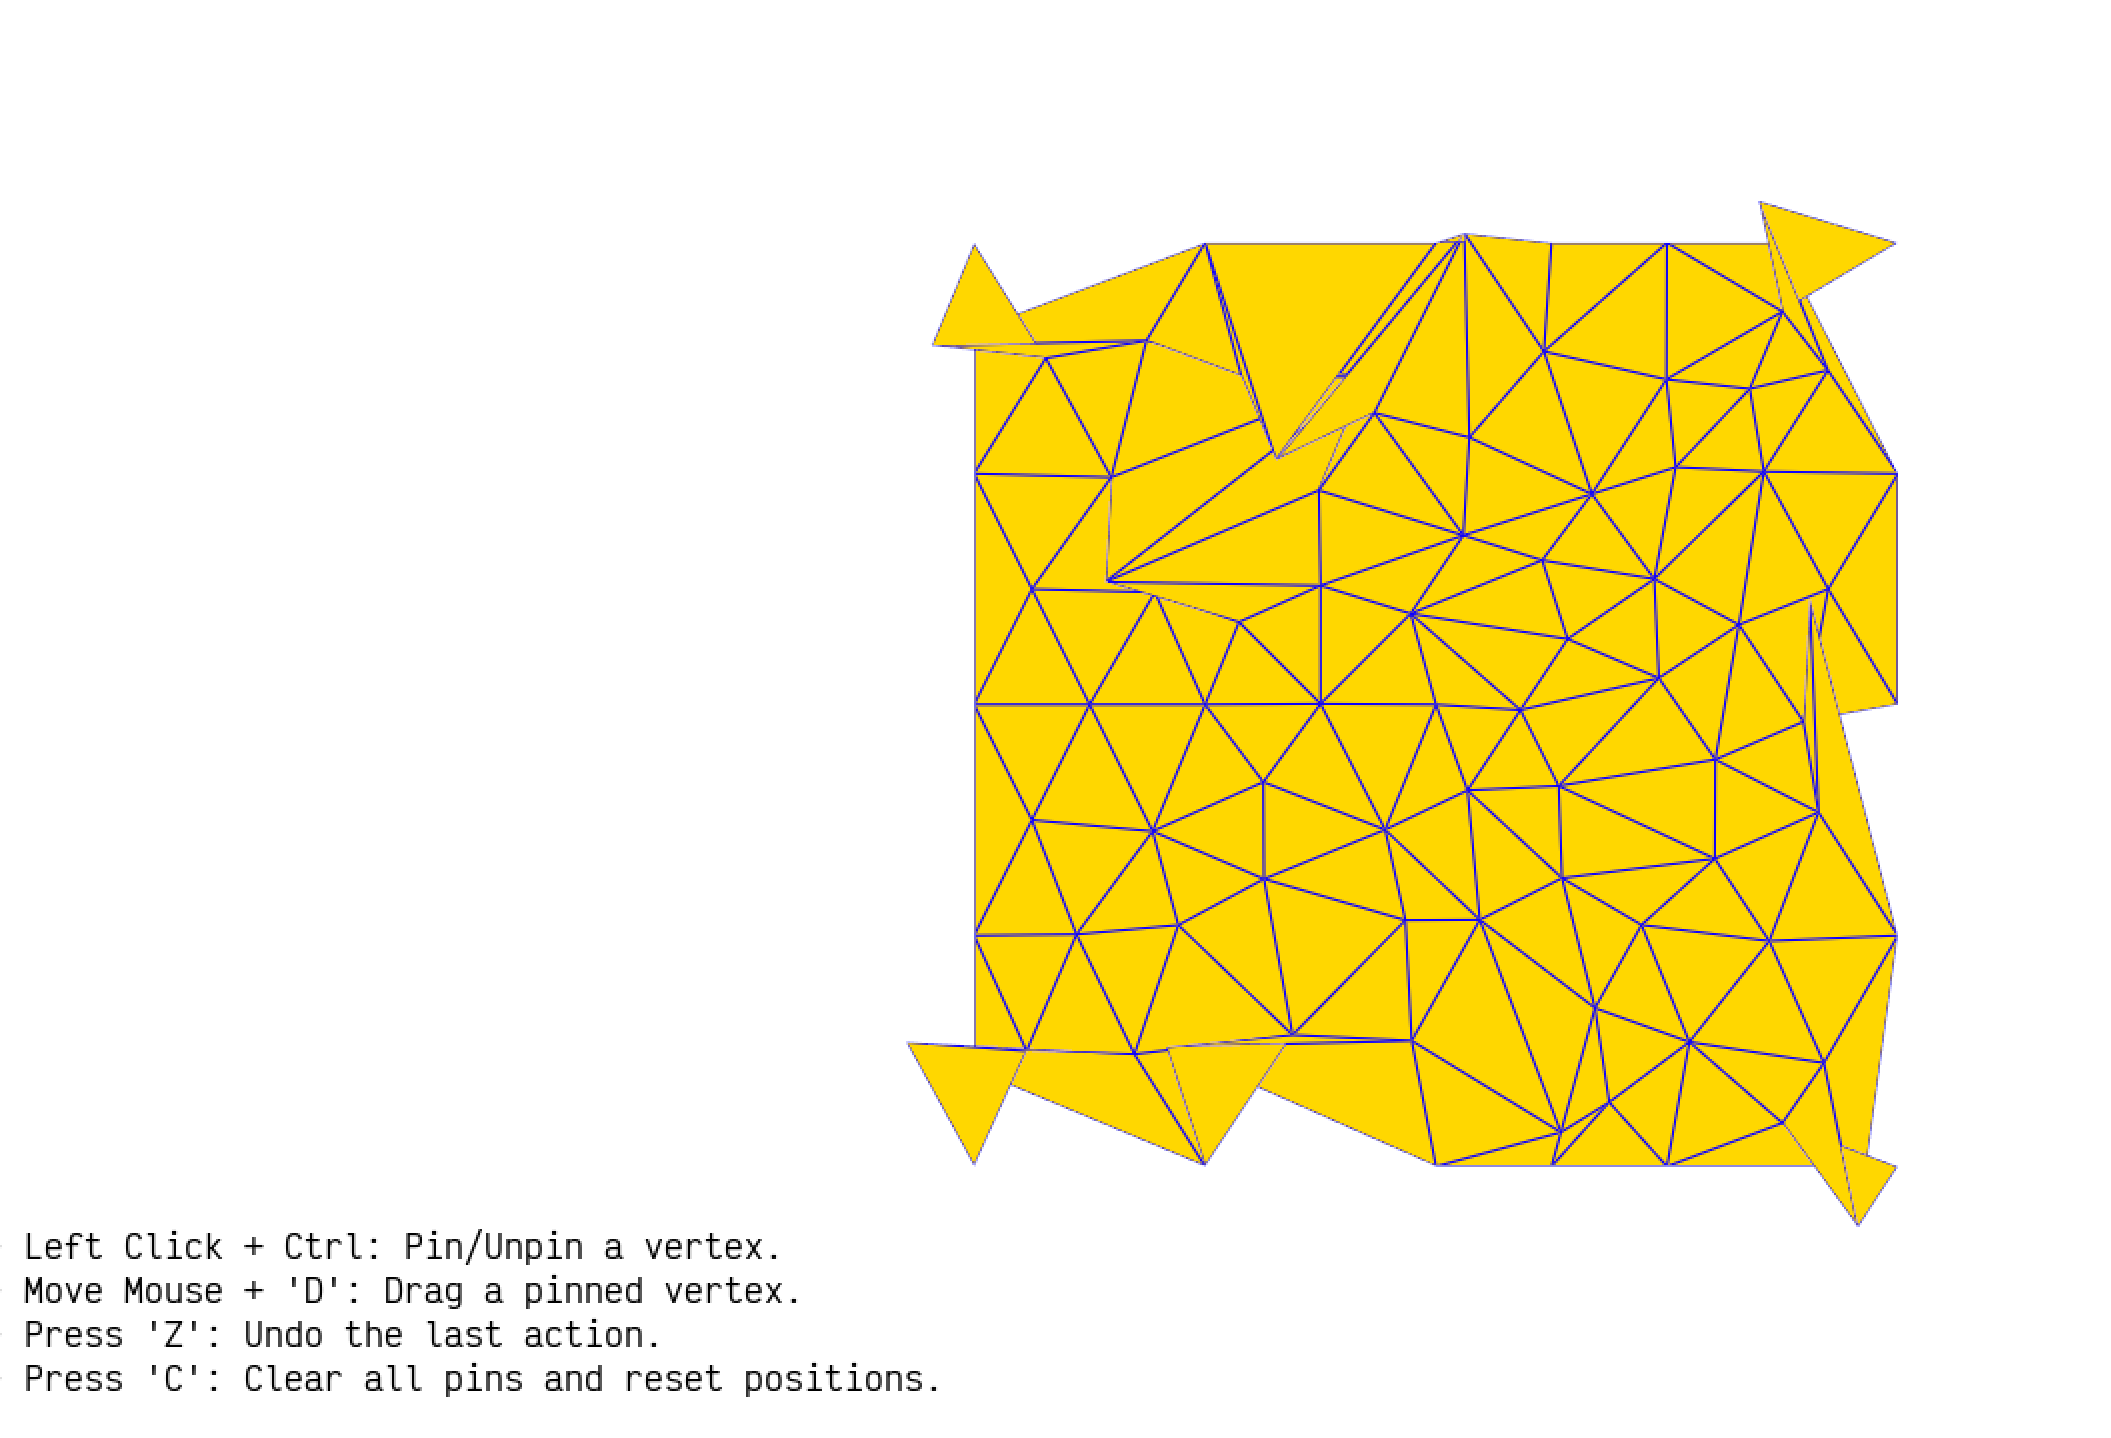 Left Click + Ctrl: Pin/Unpin a vertex.
Move Mouse + 'D': Drag a pinned vertex.
Press 'Z': Undo the last action.
Press 'C': Clear all pins and reset positions.